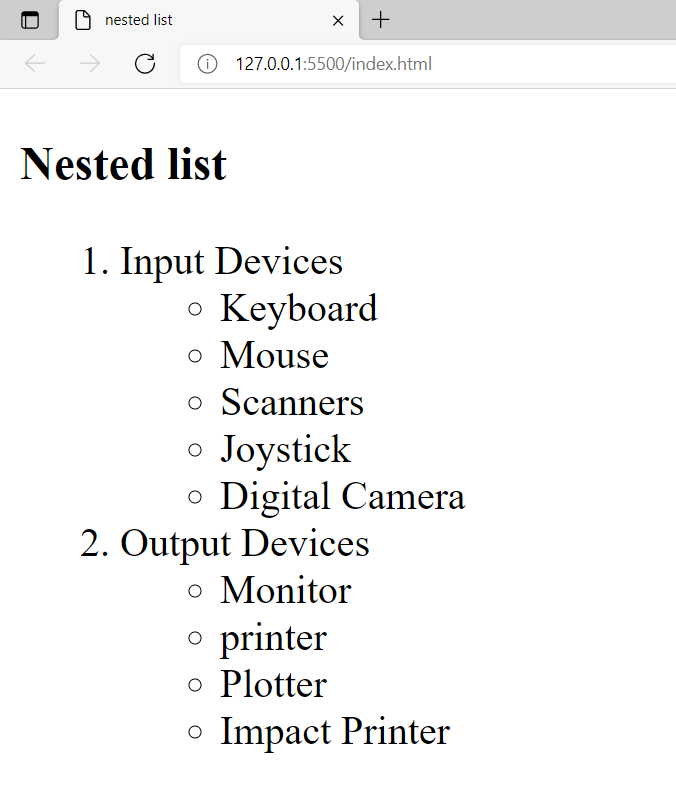 nested list
127.0.0.1:5500/index.html
Nested list
1. Input Devices
Keyboard
Mouse
Scanners
Joystick
Digital Camera
2. Output Devices
Monitor
printer
Plotter
Impact Printer